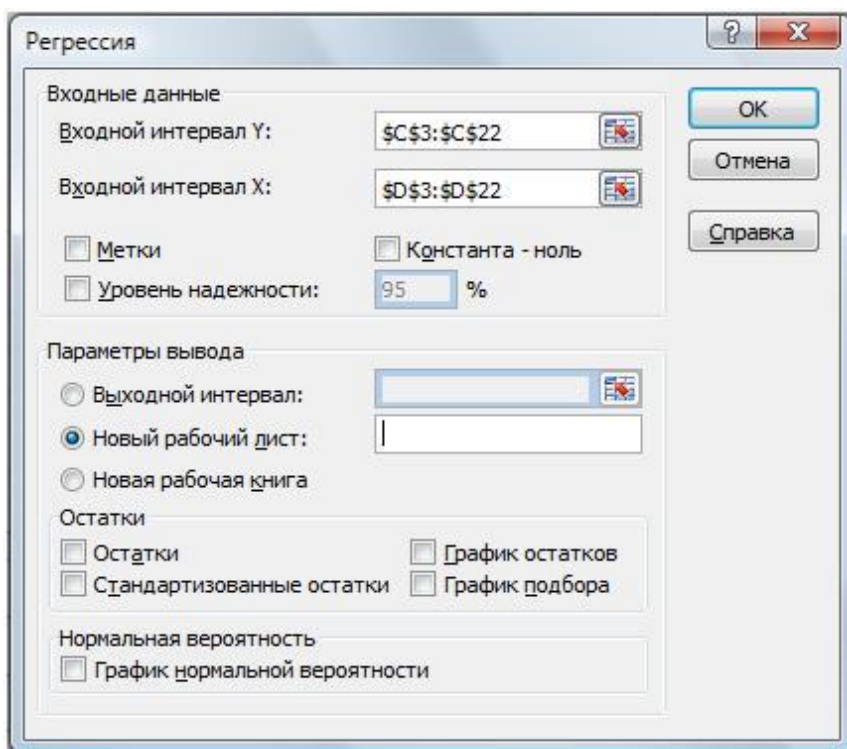 Регрессия
Входные данные
Входной интервал Y: $C$3:$C$22
Входной интервал X: $D$3:$D$22
Метки Константа - ноль
Уровень надежности: 95 %
OK
Отмена
Справка
Параметры вывода
Выходной интервал:
Новый рабочий лист:
Новая рабочая книга
Остатки
Остатки График остатков
Стандартизованные остатки График подбора
Нормальная вероятность
График нормальной вероятности